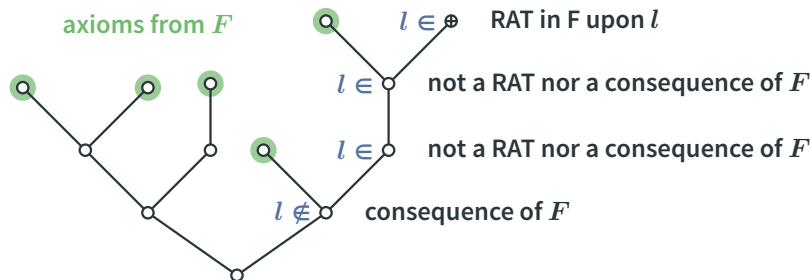 axioms from F
l ∈ RAT in F upon l
l ∈ not a RAT nor a consequence of F
l ∈ not a RAT nor a consequence of F
l ∉ consequence of F